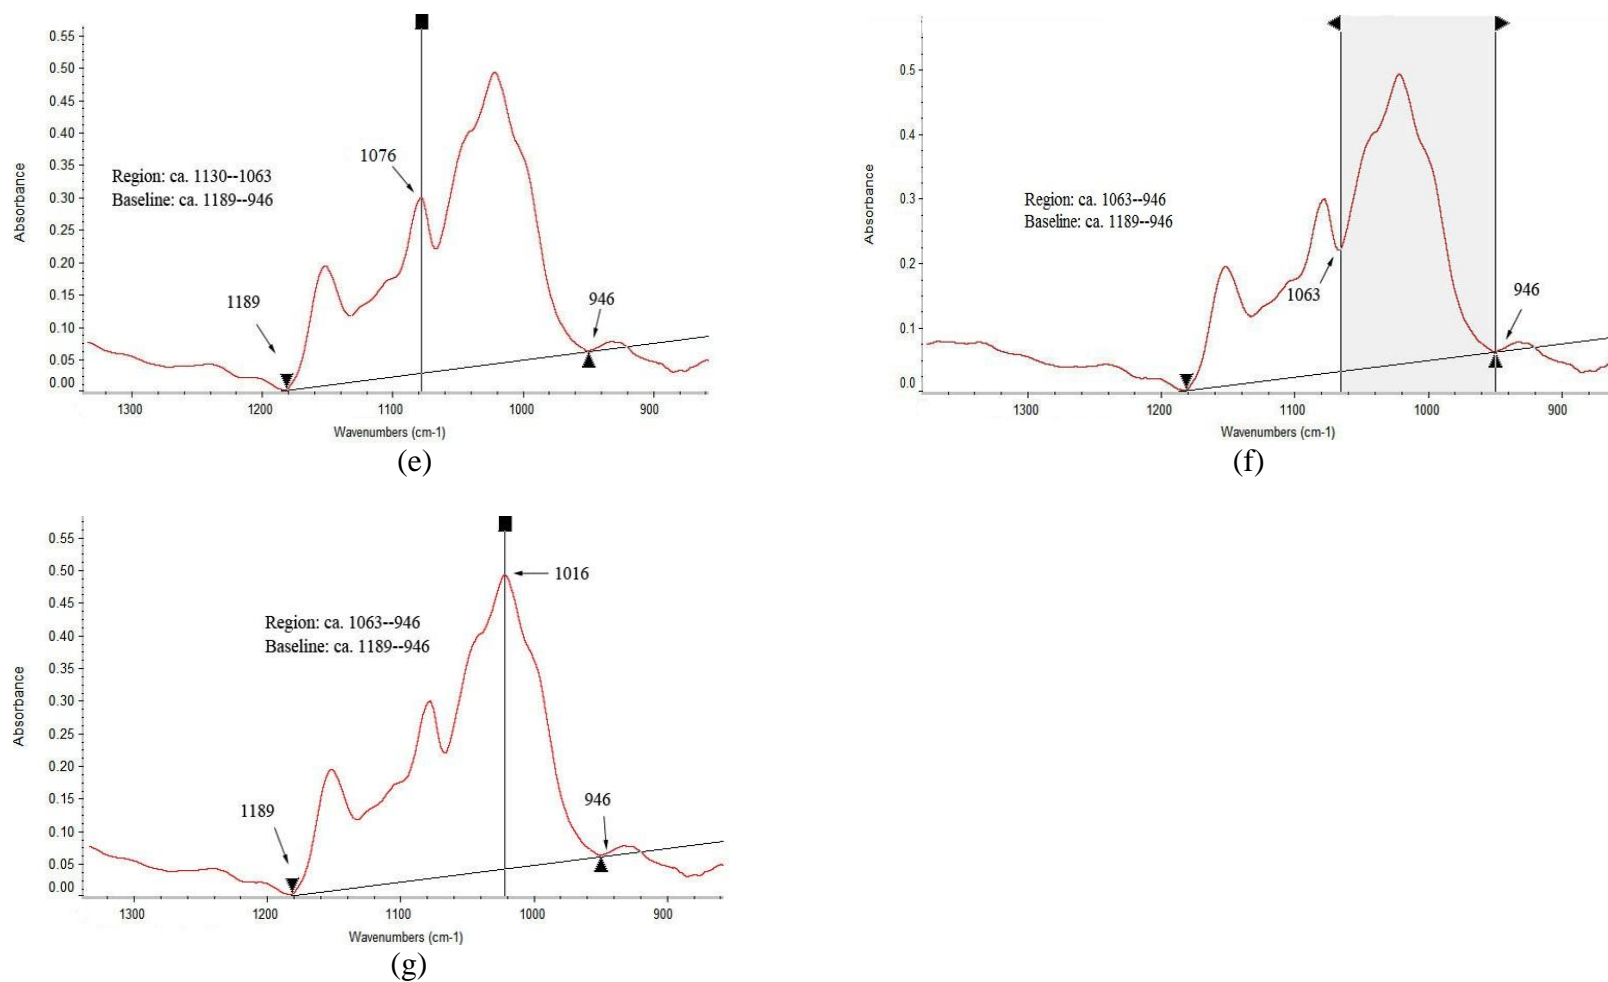 0.55
0.50
0.45
0.40
0.35
0.30
0.25
0.20
0.15
0.10
0.05
0.00
Absorbance
1076
Region: ca. 1130--1063
Baseline: ca. 1189--946
1189
946
1300 1200 1100 1000 900
Wavenumbers (cm-1)
(e)
0.5
0.4
0.3
0.2
0.1
0.0
Absorbance
Region: ca. 1063--946
Baseline: ca. 1189--946
1063
946
1300 1200 1100 1000 900
Wavenumbers (cm-1)
(f)
0.55
0.50
0.45
0.40
0.35
0.30
0.25
0.20
0.15
0.10
0.05
0.00
Absorbance
1016
Region: ca. 1063--946
Baseline: ca. 1189--946
1189
946
1300 1200 1100 1000 900
Wavenumbers (cm-1)
(g)